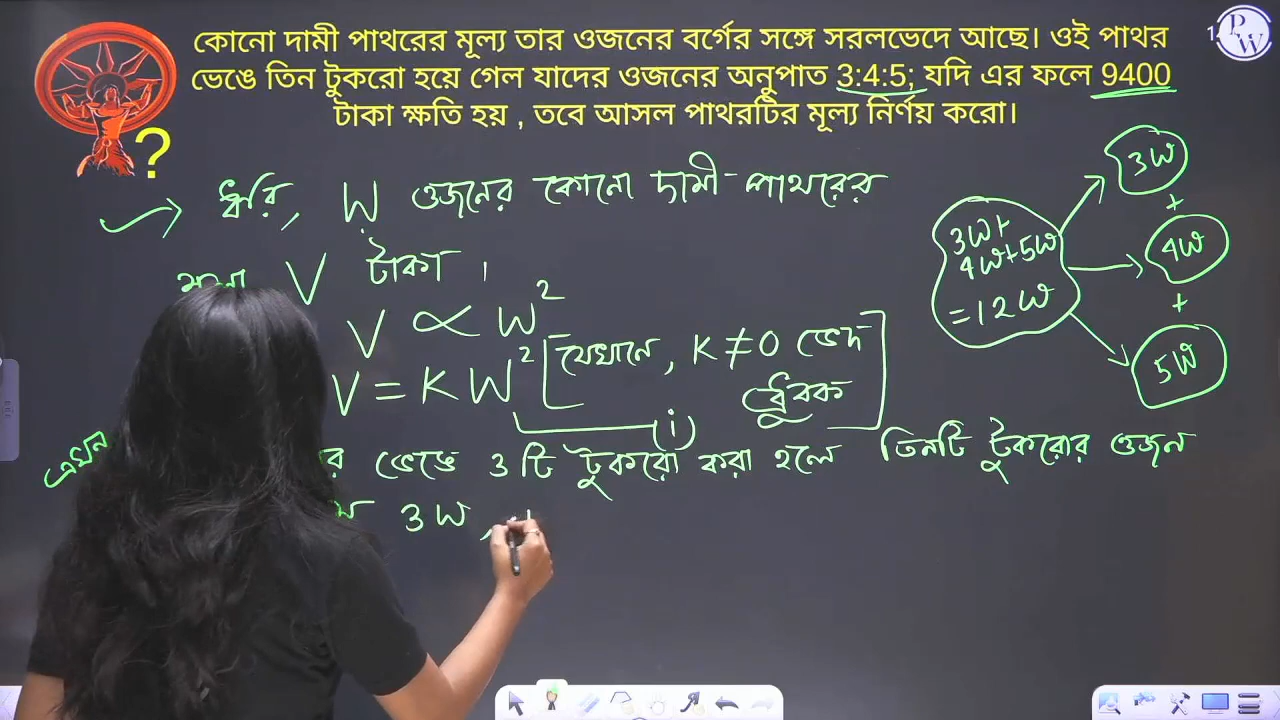 কোনো দামী পাথরের মূল্য তার ওজনের বর্গের সঙ্গে সরলভেদে আছে। ওই পাথর
ভেঙে তিন টুকরো হয়ে গেল যাদের ওজনের অনুপাত 3:4:5; যদি এর ফলে 9400
টাকা ক্ষতি হয় , তবে আসল পাথরটির মূল্য নির্ণয় করো।
?
PW
ধরি, W ওজনের কোনো দামী পাথরের
V টাকা ।
V ∝ W²
V = KW² [যেখানে, K ≠ 0 ভেদ
ধ্রুবক]
(i)
এখন
ভেঙে 3 টি টুকরো করা হলে তিনটি টুকরোর ওজন
3W
3W+
4W+5W
=12W
3W
+
4W
+
5W